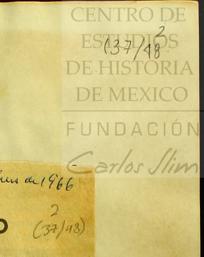 CENTRO DE
ESTUDIOS
DE HISTORIA
DE MEXICO
FUNDACIÓN
Carlos Slim
2
(37/48
de 1966
2
(37/48)